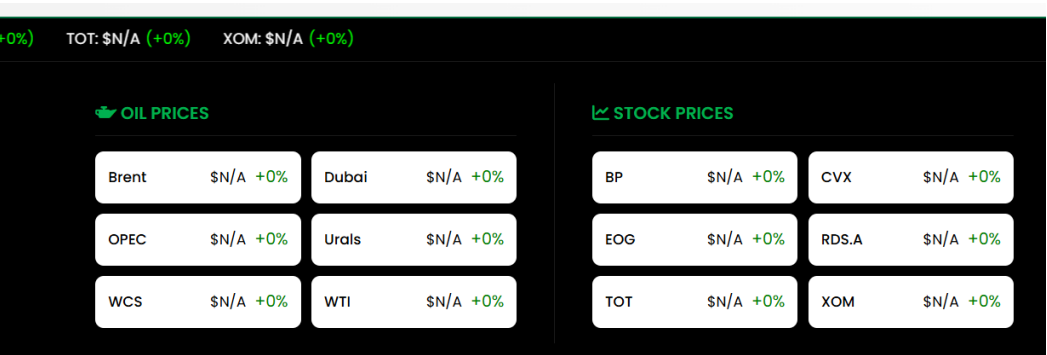 +0%) TOT: $N/A (+0%) XOM: $N/A (+0%)
OIL PRICES
Brent $N/A +0% Dubai $N/A +0%
OPEC $N/A +0% Urals $N/A +0%
WCS $N/A +0% WTI $N/A +0%
STOCK PRICES
BP $N/A +0% CVX $N/A +0%
EOG $N/A +0% RDS.A $N/A +0%
TOT $N/A +0% XOM $N/A +0%